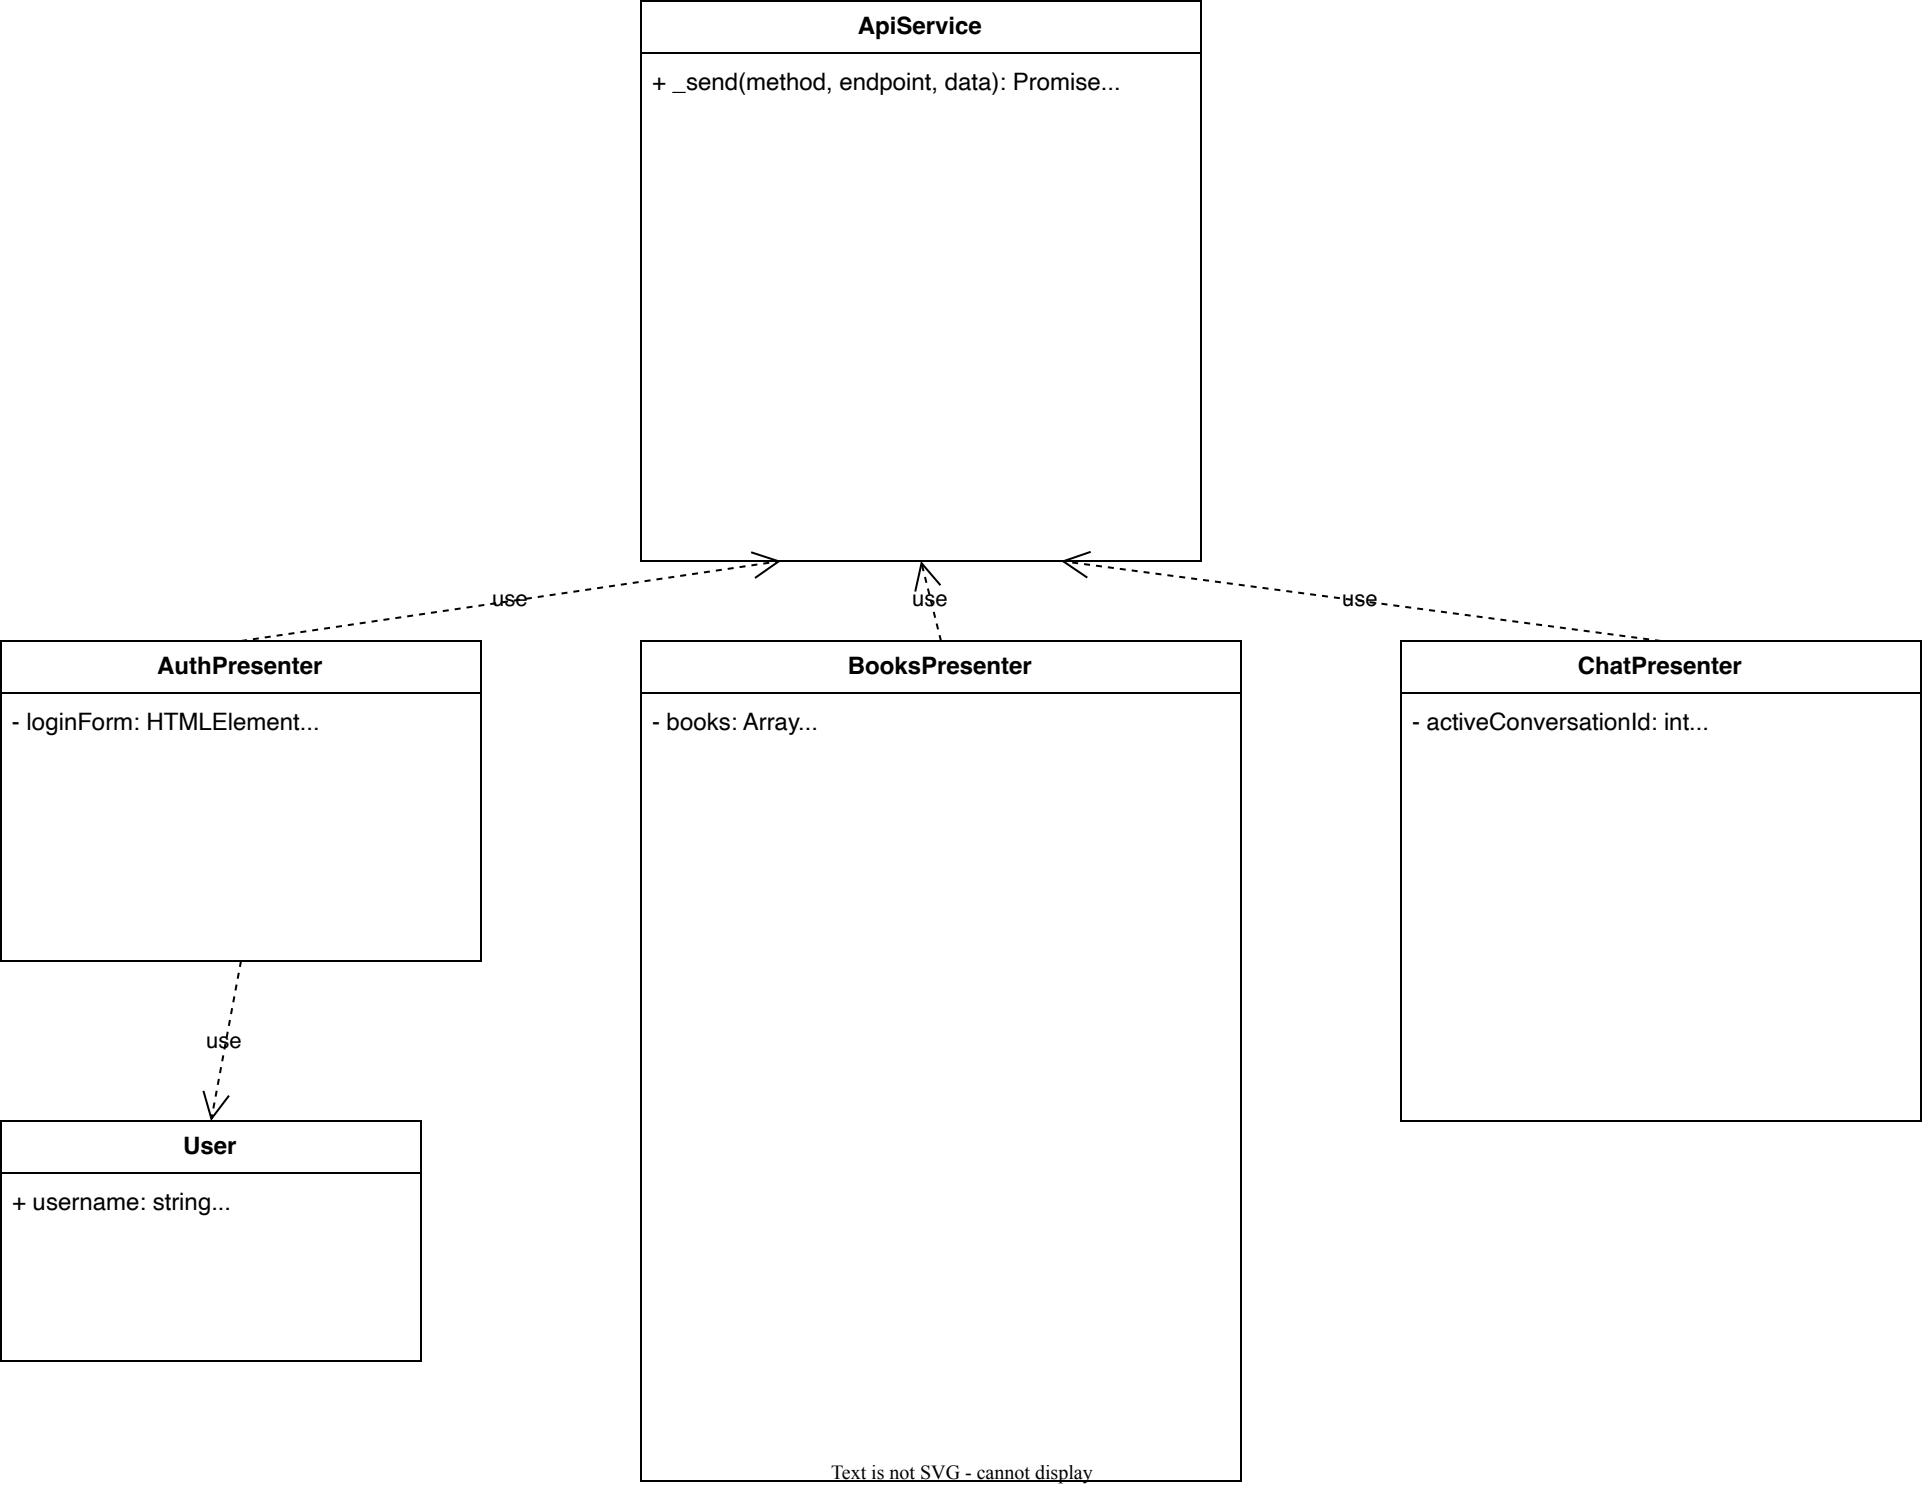 ApiService
+ _send(method, endpoint, data): Promise...
use
use
use
AuthPresenter
- loginForm: HTMLElement...
BooksPresenter
- books: Array...
ChatPresenter
- activeConversationId: int...
use
User
+ username: string...
Text is not SVG - cannot display